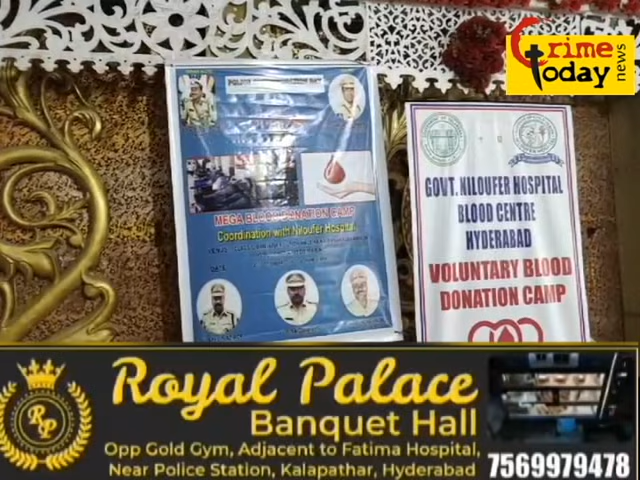 Crime
Today news
MEGA BLOOD DONATION CAMP
Coordination with Niloufer Hospital
GOVT. NILOUFER HOSPITAL
BLOOD CENTRE
HYDERABAD
VOLUNTARY BLOOD
DONATION CAMP
RP
Royal Palace
Banquet Hall
Opp Gold Gym, Adjacent to Fatima Hospital,
Near Police Station, Kalapathar, Hyderabad
7569979478